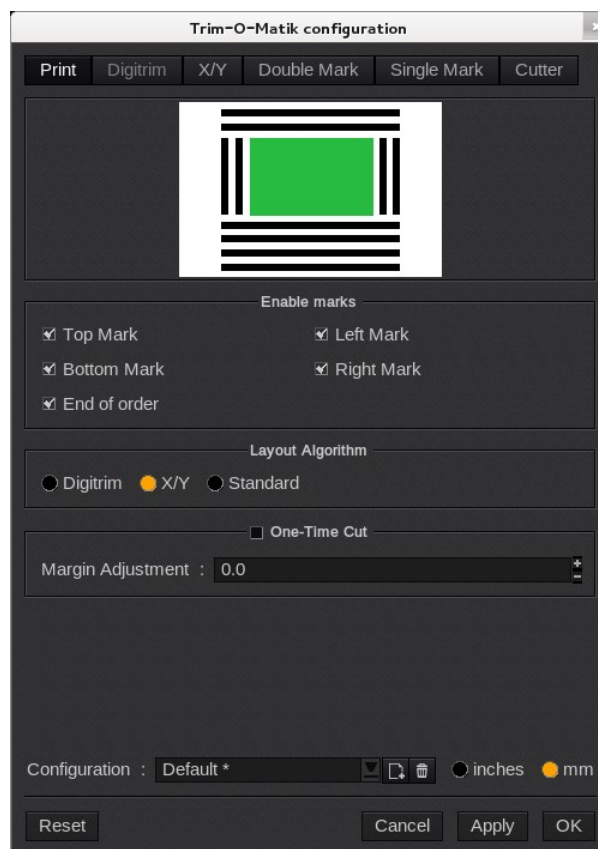 Trim-O-Matik configuration
Print Digitrim X/Y Double Mark Single Mark Cutter
Enable marks
Top Mark Left Mark
Bottom Mark Right Mark
End of order
Layout Algorithm
Digitrim X/Y Standard
One-Time Cut
Margin Adjustment : 0.0
Configuration : Default * inches mm
Reset Cancel Apply OK